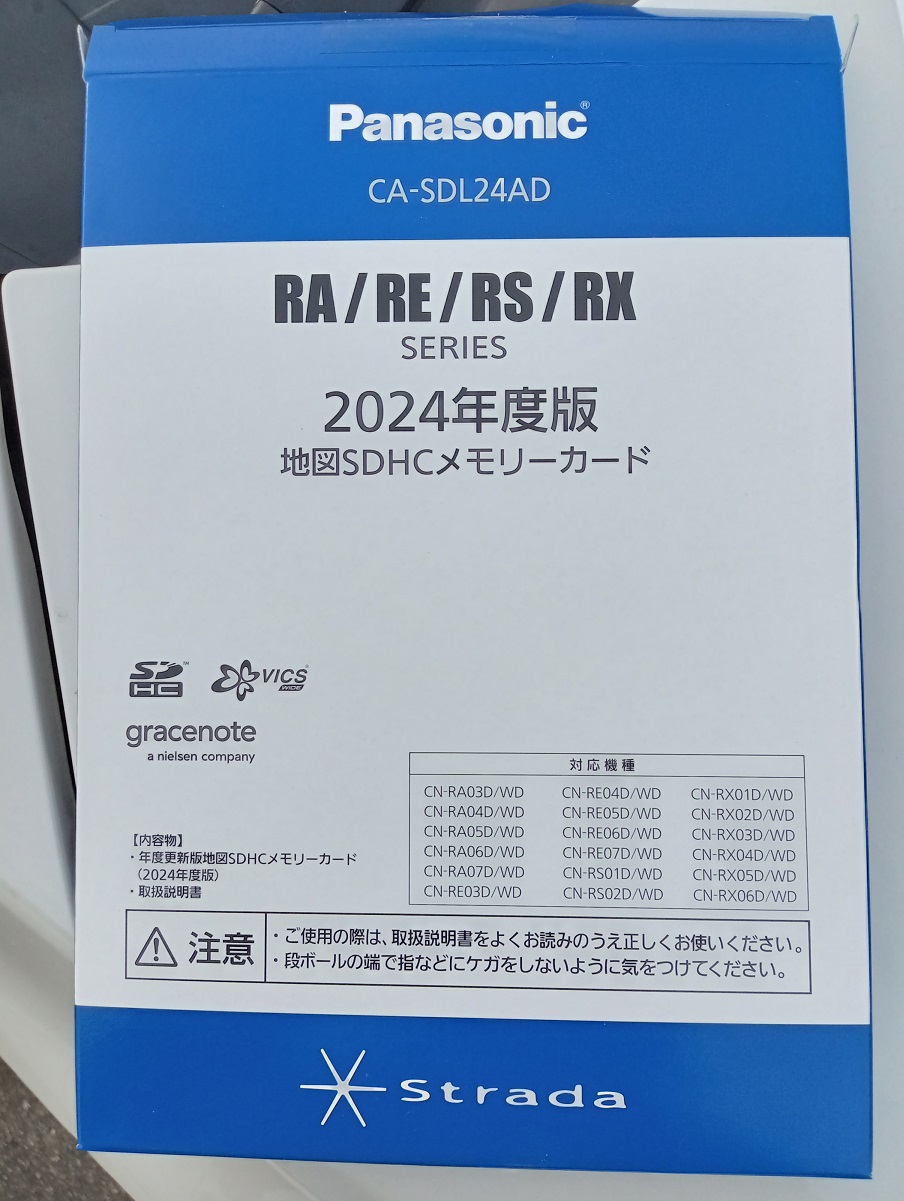 Panasonic®
CA-SDL24AD
RA/RE/RS/RX
SERIES
2024年度版
地図SDHCメモリーカード
SD HC™
VICS® WIDE
gracenote
a nielsen company
対応機種
CN-RA03D/WD CN-RE04D/WD CN-RX01D/WD
CN-RA04D/WD CN-RE05D/WD CN-RX02D/WD
CN-RA05D/WD CN-RE06D/WD CN-RX03D/WD
CN-RA06D/WD CN-RE07D/WD CN-RX04D/WD
CN-RA07D/WD CN-RS01D/WD CN-RX05D/WD
CN-RE03D/WD CN-RS02D/WD CN-RX06D/WD
【内容物】
・年度更新版地図SDHCメモリーカード
（2024年度版）
・取扱説明書
注意
・ご使用の際は、取扱説明書をよくお読みのうえ正しくお使いください。
・段ボールの端で指などにケガをしないように気をつけてください。
Strada